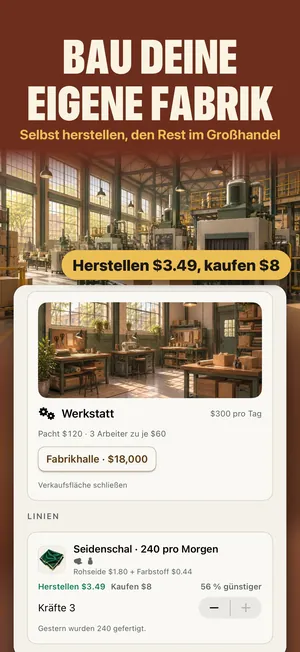 BAU DEINE
EIGENE FABRIK
Selbst herstellen, den Rest im Großhandel
Herstellen $3.49, kaufen $8
Werkstatt
$300 pro Tag
Pacht $120 · 3 Arbeiter zu je $60
Fabrikhalle · $18,000
Verkaufsfläche schließen
LINIEN
Seidenschal · 240 pro Morgen
Rohseide $1.80 + Farbstoff $0.44
Herstellen $3.49 Kaufen $8
56 % günstiger
Kräfte 3
Gestern wurden 240 gefertigt.